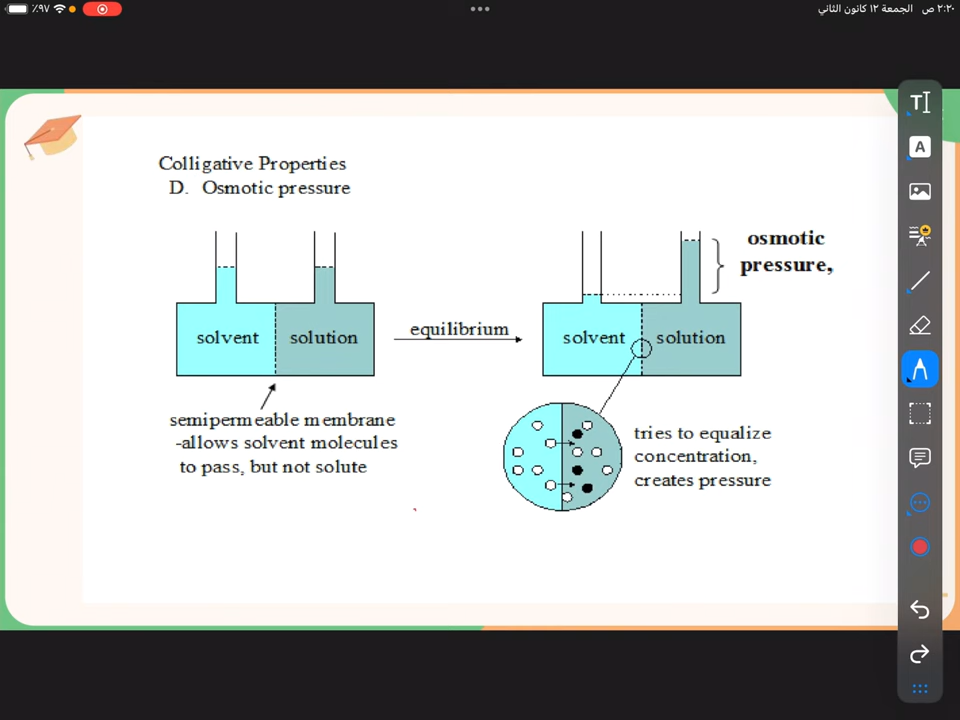 ٪٩٧
٢:٢٠ ص الجمعة ١٢ كانون الثاني
Colligative Properties
D. Osmotic pressure
solvent
solution
semipermeable membrane
-allows solvent molecules
to pass, but not solute
equilibrium
osmotic
pressure,
solvent
solution
tries to equalize
concentration,
creates pressure
T
A